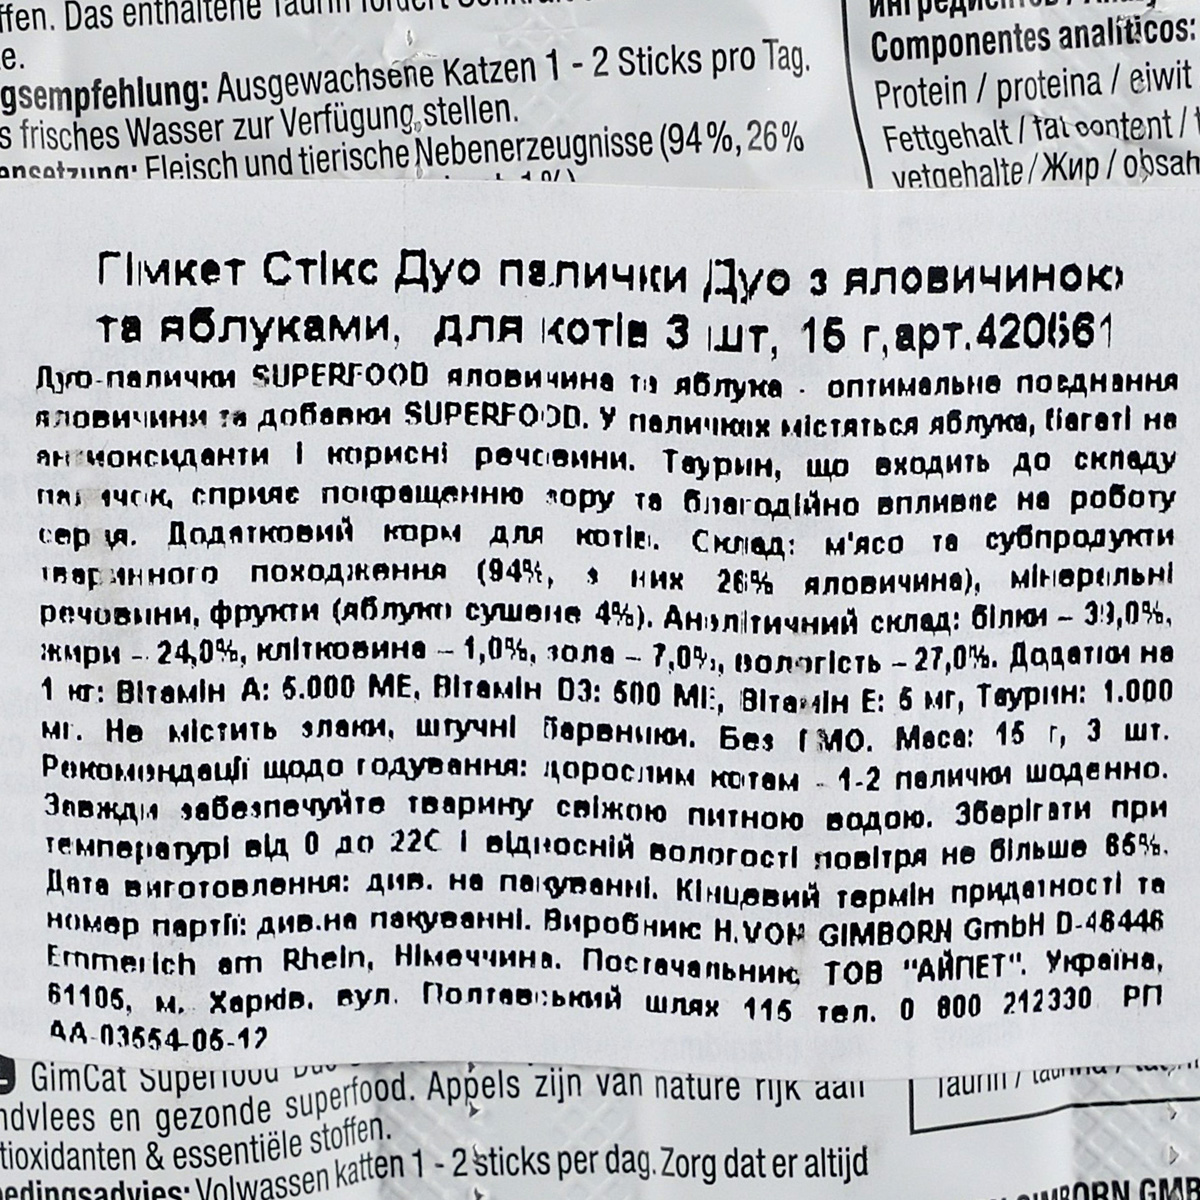 ffen. Das enthaltene Taurin fördert
e.
gsempfehlung: Ausgewachsene Katzen 1 - 2 Sticks pro Tag.
s frisches Wasser zur Verfügung stellen.
ensetzung: Fleisch und tierische Nebenerzeugnisse (94 %, 26 %
Componentes analíticos:
Protein / proteina / eiwit
Fettgehalt / fat content /
vetgehalte / Жир / obsah
Гімкет Стікс Дуо палички Дуо з яловичиною
та яблуками, для котів 3 шт, 15 г,арт.420561
Дуо-палички SUPERFOOD яловичина та яблука - оптимальне поєднання
яловичини та добавки SUPERFOOD. У паличках містяться яблука, багаті на
антиоксиданти і корисні речовини. Таурин, що входить до складу
паличок, сприяє покращенню зору та благодійно впливає на роботу
серця. Додатковий корм для котів. Склад: м'ясо та субпродукти
тваринного походження (94%, з них 26% яловичина), мінеральні
речовини, фрукти (яблуко сушене 4%). Аналітичний склад: білки –
жири – 24,0%, клітковина – 1,0%, зола – 7,0%, вологість – 27,0%. Додатки на
1 кг: Вітамін А: 5.000 МЕ, Вітамін D3: 500 МЕ, Вітамін Е: 5 мг, Таурин: 1.000
мг. Не містить злаки, штучні барвники. Без ГМО. Маса: 15 г, 3 шт.
Рекомендації щодо годування: дорослим котам - 1-2 палички щоденно.
Завжди забезпечуйте тварину свіжою питною водою. Зберігати при
температурі від 0 до 22С і відносній вологості повітря не більше 65%.
Дата виготовлення: див. на пакуванні. Кінцевий термін придатності та
номер партії: див.на пакуванні. Виробник: H.VON GIMBORN GmbH D-46446
Emmerich am Rhein, Німеччина. Постачальник: ТОВ "АЙПЕТ". Україна,
61105, м. Харків, вул. Полтавський шлях 115 тел. 0 800 212330 РП
АА-03554-05-12
GimCat Superfood Duo
ndvlees en gezonde superfood. Appels zijn van nature rijk aan
tioxidanten & essentiële stoffen.
edingsadvies: Volwassen katten 1 - 2 sticks per dag. Zorg dat er altijd
Taurin /